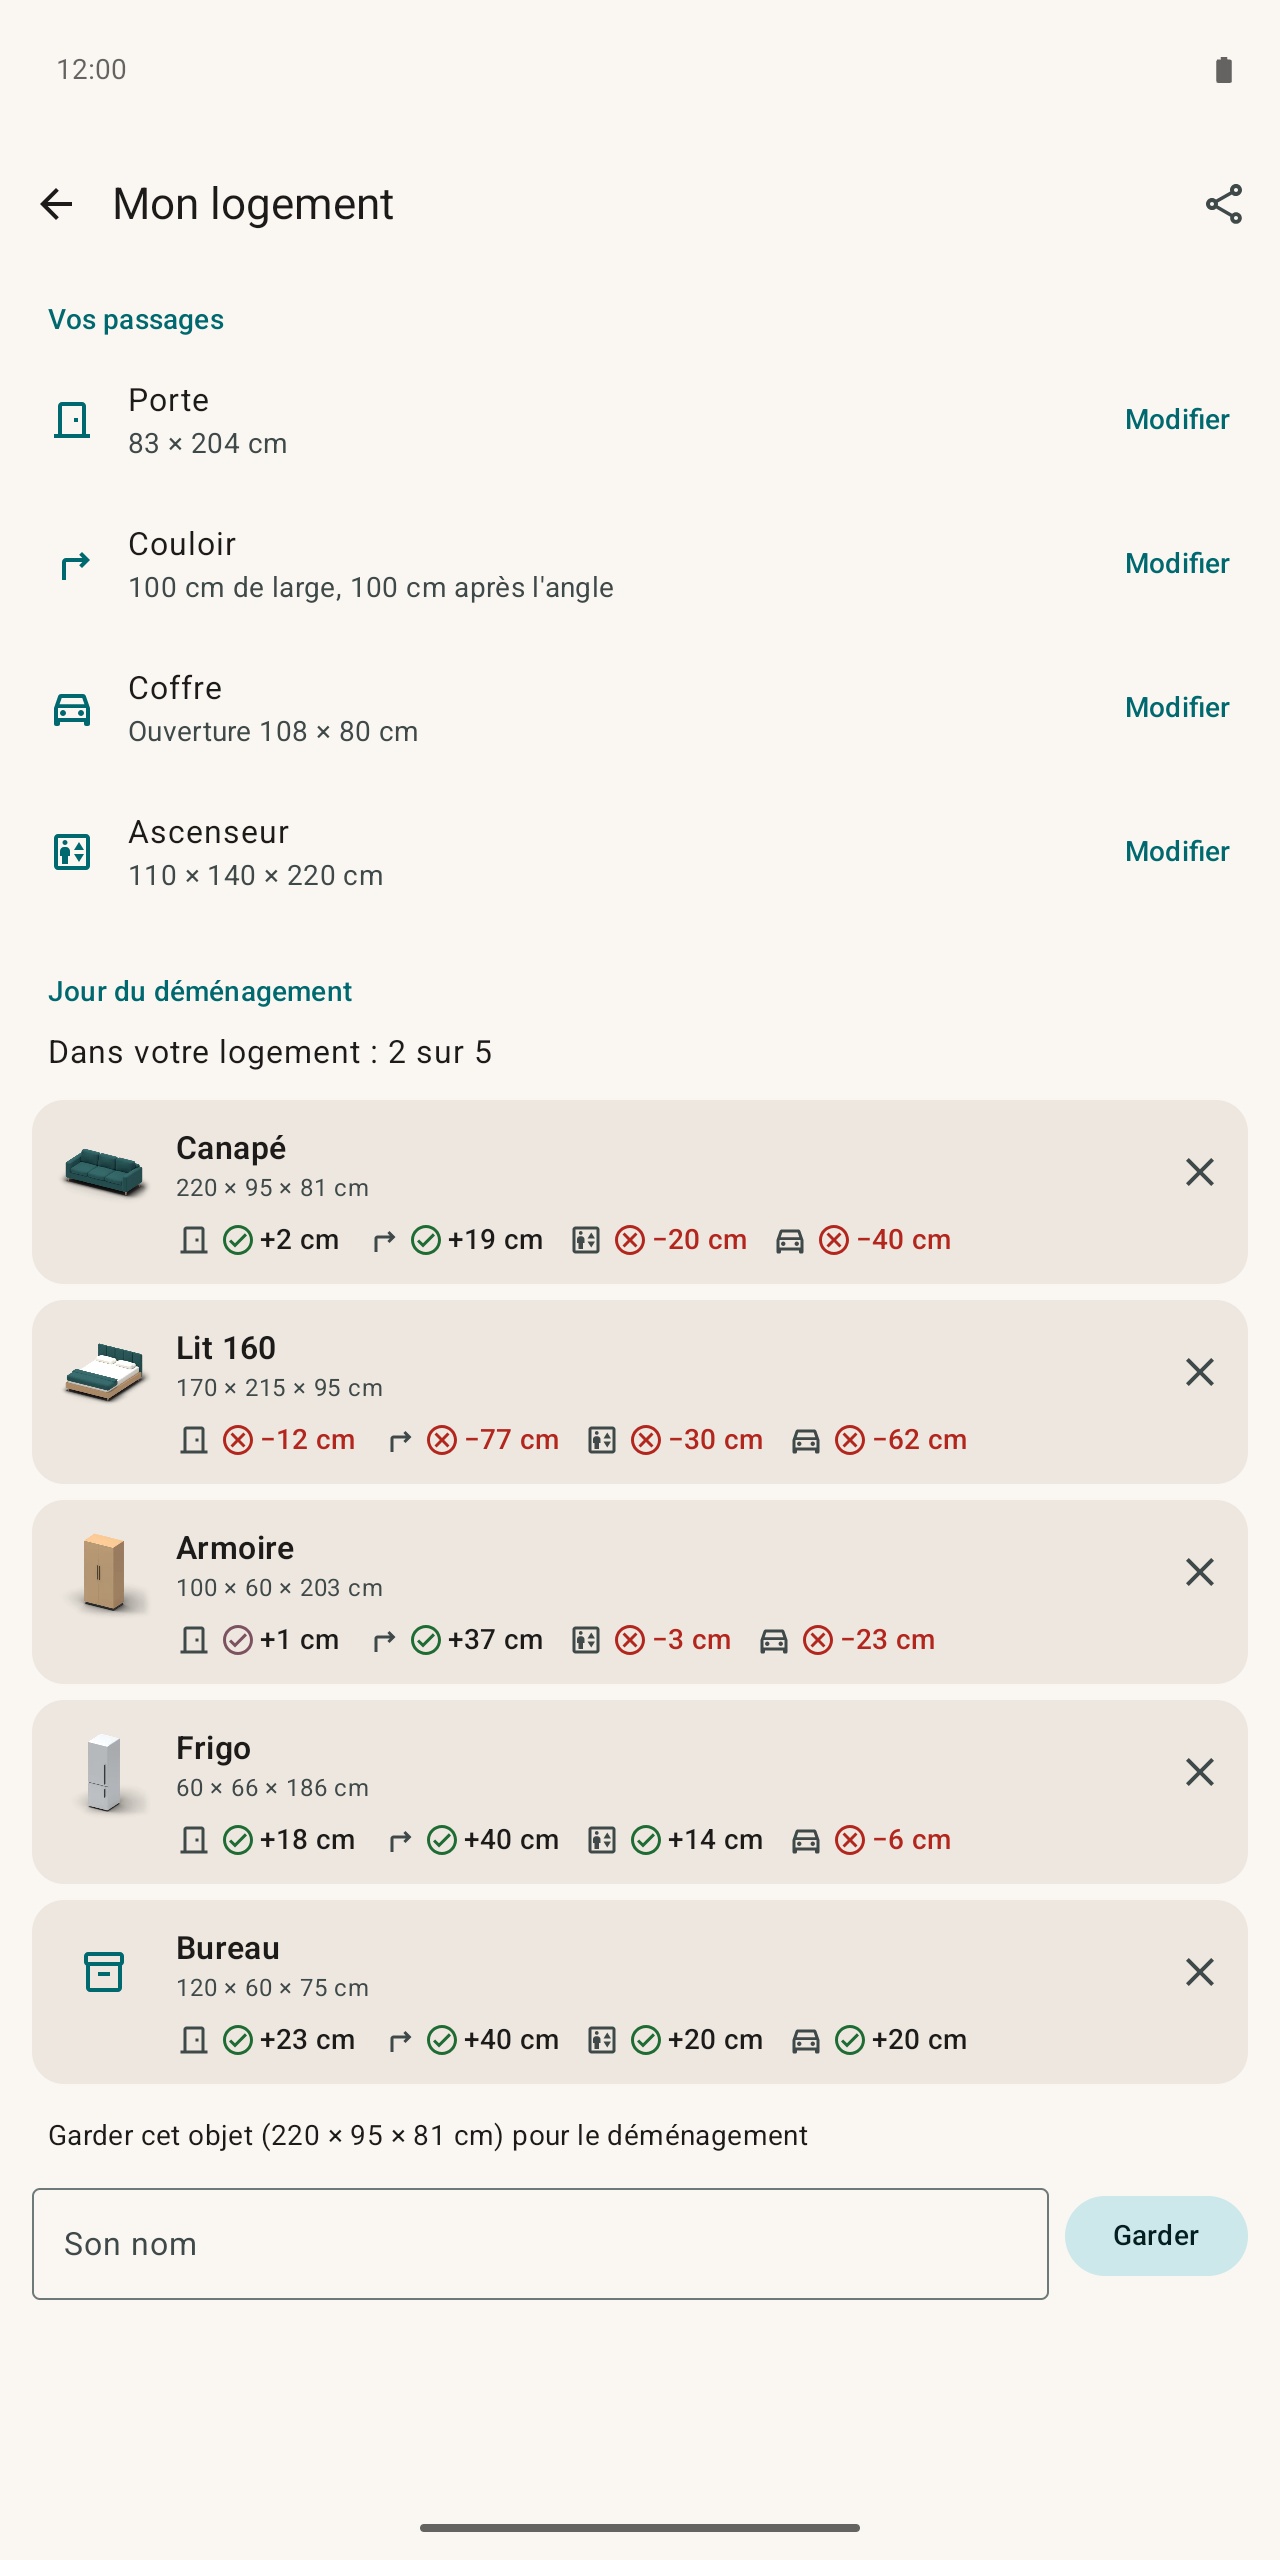 12:00
Mon logement
Vos passages
Porte
83 × 204 cm
Modifier
Couloir
100 cm de large, 100 cm après l'angle
Modifier
Coffre
Ouverture 108 × 80 cm
Modifier
Ascenseur
110 × 140 × 220 cm
Modifier
Jour du déménagement
Dans votre logement : 2 sur 5
Canapé
220 × 95 × 81 cm
+2 cm +19 cm −20 cm −40 cm
Lit 160
170 × 215 × 95 cm
−12 cm −77 cm −30 cm −62 cm
Armoire
100 × 60 × 203 cm
+1 cm +37 cm −3 cm −23 cm
Frigo
60 × 66 × 186 cm
+18 cm +40 cm +14 cm −6 cm
Bureau
120 × 60 × 75 cm
+23 cm +40 cm +20 cm +20 cm
Garder cet objet (220 × 95 × 81 cm) pour le déménagement
Son nom
Garder